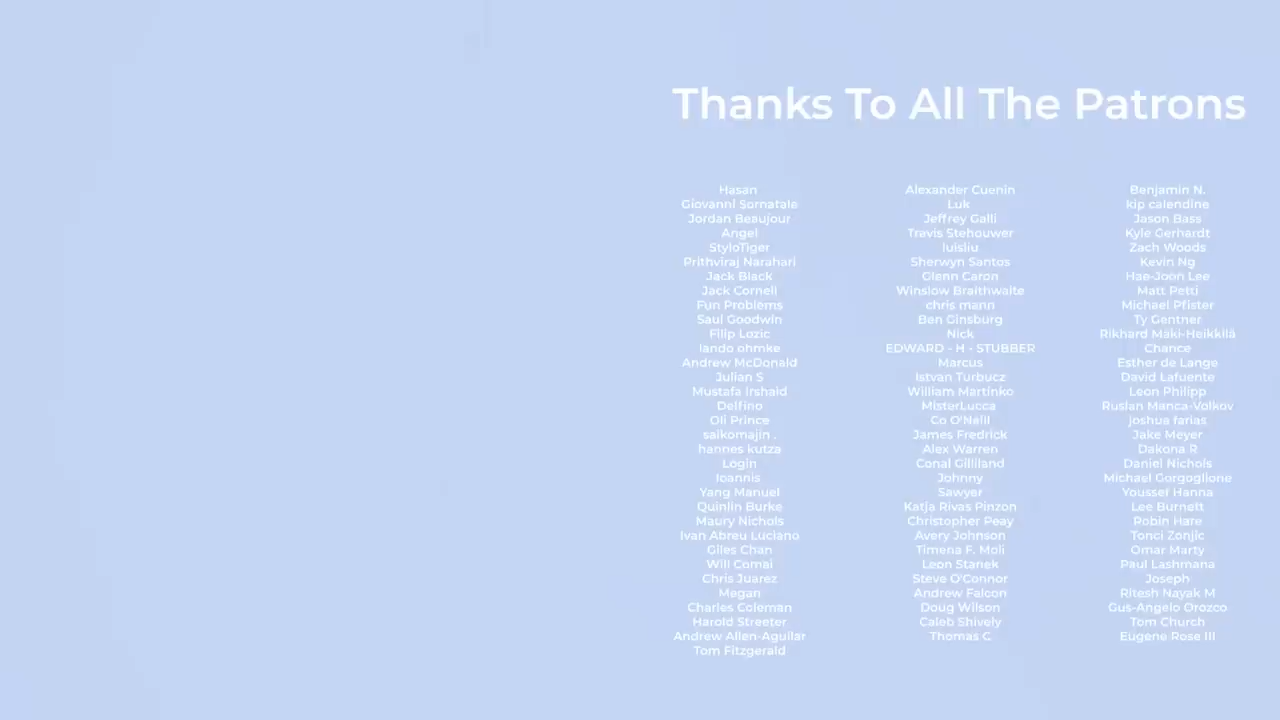 Thanks To All The Patrons
Hasan
Giovanni Sornatale
Jordan Beaujour
Angel
StyloTiger
Prithviraj Narahari
Jack Black
Jack Cornell
Fun Problems
Saul Goodwin
Filip Lozic
lando ohmke
Andrew McDonald
Julian S
Mustafa Irshaid
Delfino
Oli Prince
saikomajin .
hannes kutza
Login
Ioannis
Yang Manuel
Quinlin Burke
Maury Nichols
Ivan Abreu Luciano
Giles Chan
Will Comai
Chris Juarez
Megan
Charles Coleman
Harold Streeter
Andrew Allen-Aguilar
Tom Fitzgerald
Alexander Cuenin
Luk
Jeffrey Galli
Travis Stehouwer
luisliu
Sherwyn Santos
Glenn Caron
Winslow Braithwaite
chris mann
Ben Ginsburg
Nick
EDWARD - H - STUBBER
Marcus
Istvan Turbucz
William Martinko
MisterLucca
Co O'Neill
James Fredrick
Alex Warren
Conal Gilliland
Johnny
Sawyer
Katja Rivas Pinzon
Christopher Peay
Avery Johnson
Timena F. Moli
Leon Stanek
Steve O'Connor
Andrew Falcon
Doug Wilson
Caleb Shively
Thomas G
Benjamin N.
kip calendine
Jason Bass
Kyle Gerhardt
Zach Woods
Kevin Ng
Hae-Joon Lee
Matt Petti
Michael Pfister
Ty Gentner
Rikhard Mäki-Heikkilä
Chance
Esther de Lange
David Lafuente
Leon Philipp
Ruslan Manca-Volkov
joshua farias
Jake Meyer
Dakona R
Daniel Nichols
Michael Gorgoglione
Youssef Hanna
Lee Burnett
Robin Hare
Tonci Zonjic
Omar Marty
Paul Lashmana
Joseph
Ritesh Nayak M
Gus-Angelo Orozco
Tom Church
Eugene Rose III